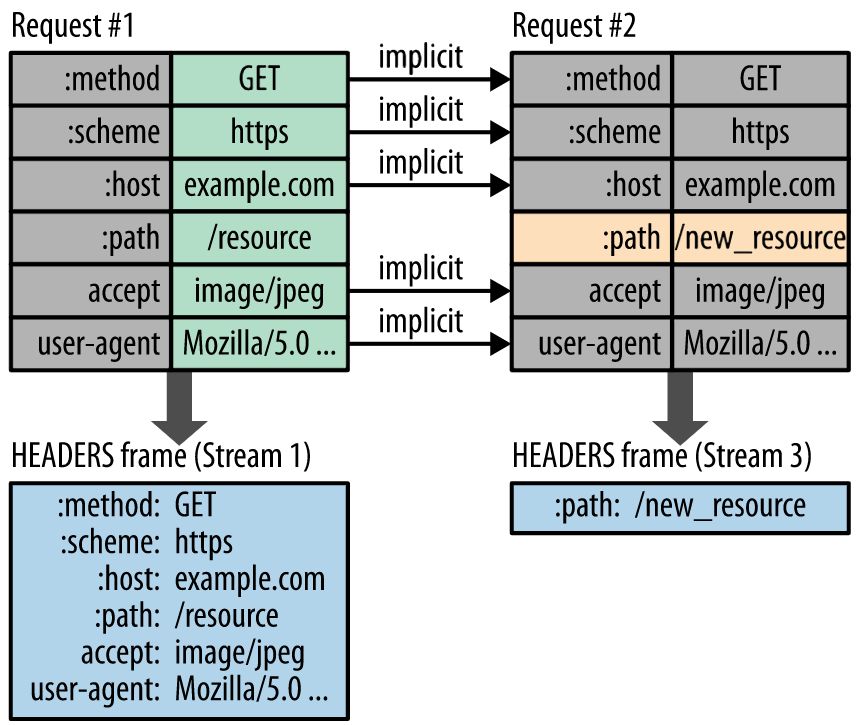 Request #1
Request #2
:method GET implicit :method GET
:scheme https implicit :scheme https
:host example.com implicit :host example.com
:path /resource :path /new_resource
accept image/jpeg implicit accept image/jpeg
user-agent Mozilla/5.0 ... implicit user-agent Mozilla/5.0 ...
HEADERS frame (Stream 1)
HEADERS frame (Stream 3)
:method: GET
:scheme: https
:host: example.com
:path: /resource
accept: image/jpeg
user-agent: Mozilla/5.0 ...
:path: /new_resource